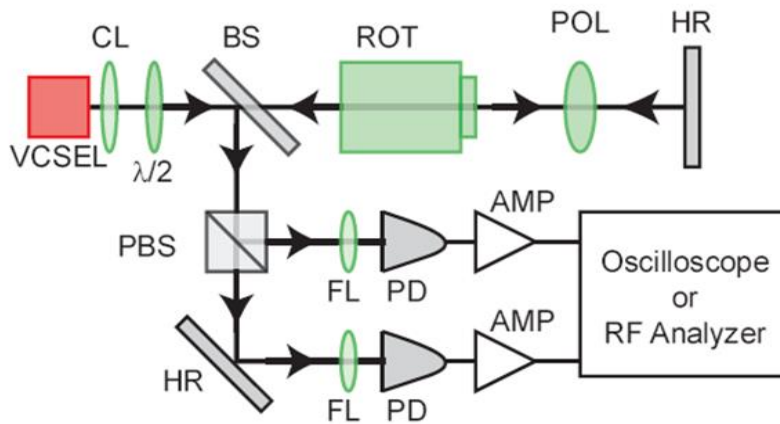 CL
BS
ROT
POL
HR
VCSEL
λ/2
PBS
FL
PD
AMP
Oscilloscope
or
RF Analyzer
HR
FL
PD
AMP